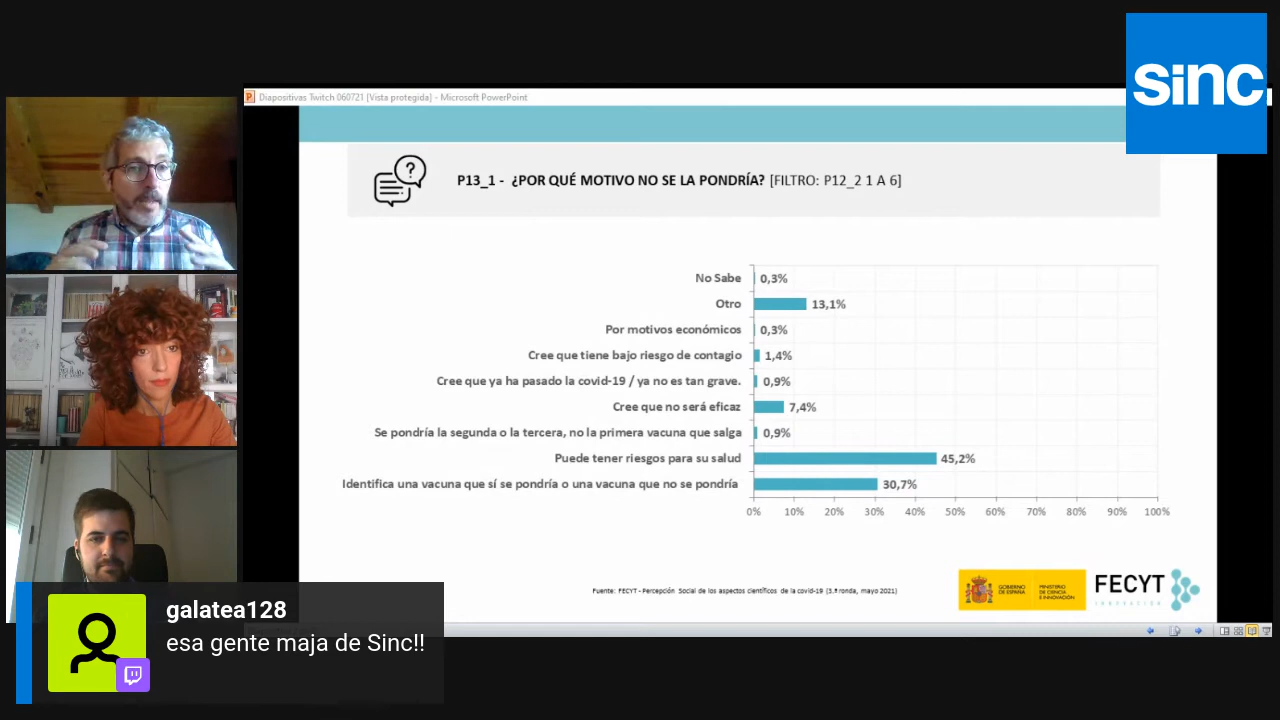 sinc.
Diapositivas Twitch 060721 [Vista protegida] - Microsoft PowerPoint
P13_1 - ¿POR QUÉ MOTIVO NO SE LA PONDRÍA? [FILTRO: P12_2 1 A 6]
No Sabe 0,3%
Otro 13,1%
Por motivos económicos 0,3%
Cree que tiene bajo riesgo de contagio 1,4%
Cree que ya ha pasado la covid-19 / ya no es tan grave. 0,9%
Cree que no será eficaz 7,4%
Se pondría la segunda o la tercera, no la primera vacuna que salga 0,9%
Puede tener riesgos para su salud 45,2%
Identifica una vacuna que sí se pondría o una vacuna que no se pondría 30,7%
0% 10% 20% 30% 40% 50% 60% 70% 80% 90% 100%
Fuente: FECYT - Percepción Social de los aspectos científicos de la covid-19 (3.ª ronda, mayo 2021)
GOBIERNO
DE ESPAÑA
MINISTERIO
DE CIENCIA
E INNOVACIÓN
FECYT
INNOVACIÓN
galatea128
esa gente maja de Sinc!!